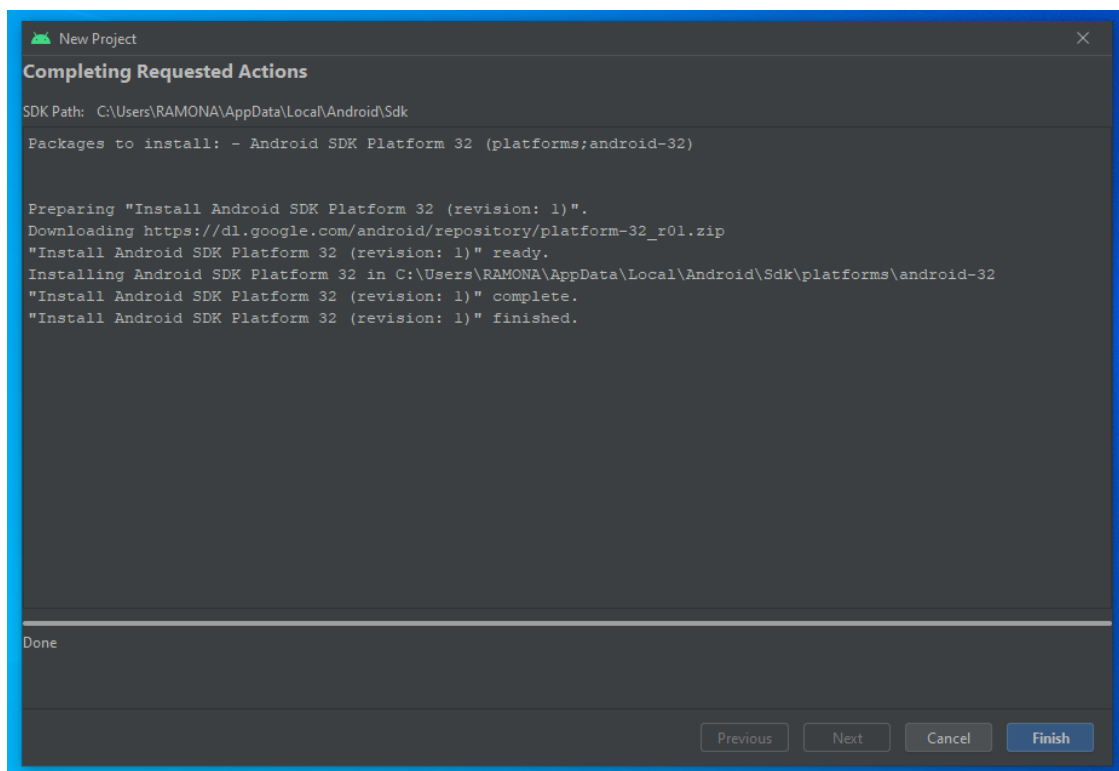 New Project
Completing Requested Actions
SDK Path: C:\Users\RAMONA\AppData\Local\Android\Sdk
Packages to install: - Android SDK Platform 32 (platforms;android-32)
Preparing "Install Android SDK Platform 32 (revision: 1)".
Downloading https://dl.google.com/android/repository/platform-32_r01.zip
"Install Android SDK Platform 32 (revision: 1)" ready.
Installing Android SDK Platform 32 in C:\Users\RAMONA\AppData\Local\Android\Sdk\platforms\android-32
"Install Android SDK Platform 32 (revision: 1)" complete.
"Install Android SDK Platform 32 (revision: 1)" finished.
Done
Previous Next Cancel Finish